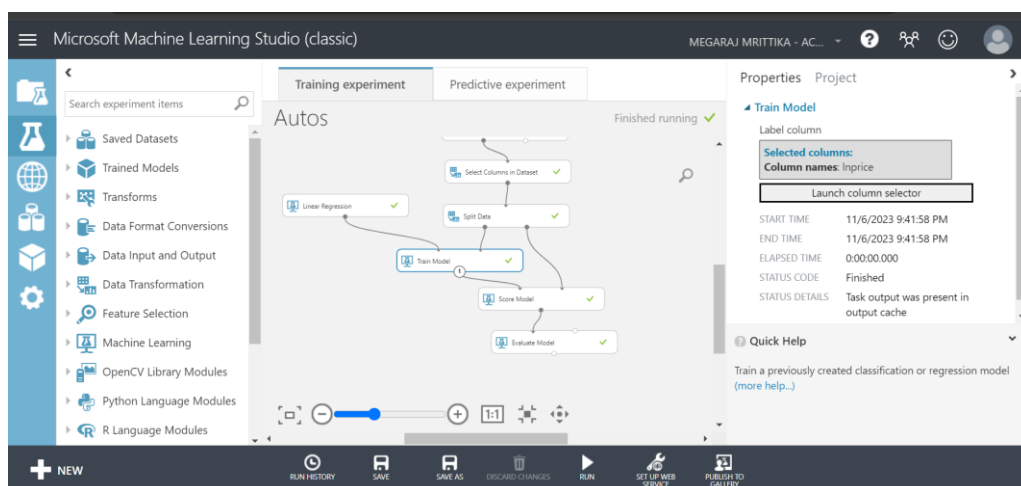 Microsoft Machine Learning Studio (classic)
MEGARAJ MRITTIKA - AC...
?
Search experiment items
Saved Datasets
Trained Models
Transforms
Data Format Conversions
Data Input and Output
Data Transformation
Feature Selection
Machine Learning
OpenCV Library Modules
Python Language Modules
R Language Modules
Training experiment
Predictive experiment
Autos
Finished running
Select Columns in Dataset
Linear Regression
Split Data
Train Model
1
Score Model
Evaluate Model
1:1
Properties Project
Train Model
Label column
Selected columns:
Column names: lnprice
Launch column selector
START TIME 11/6/2023 9:41:58 PM
END TIME 11/6/2023 9:41:58 PM
ELAPSED TIME 0:00:00.000
STATUS CODE Finished
STATUS DETAILS Task output was present in
output cache
Quick Help
Train a previously created classification or regression model
(more help...)
NEW
RUN HISTORY
SAVE
SAVE AS
DISCARD CHANGES
RUN
SET UP WEB
SERVICE
PUBLISH TO
GALLERY